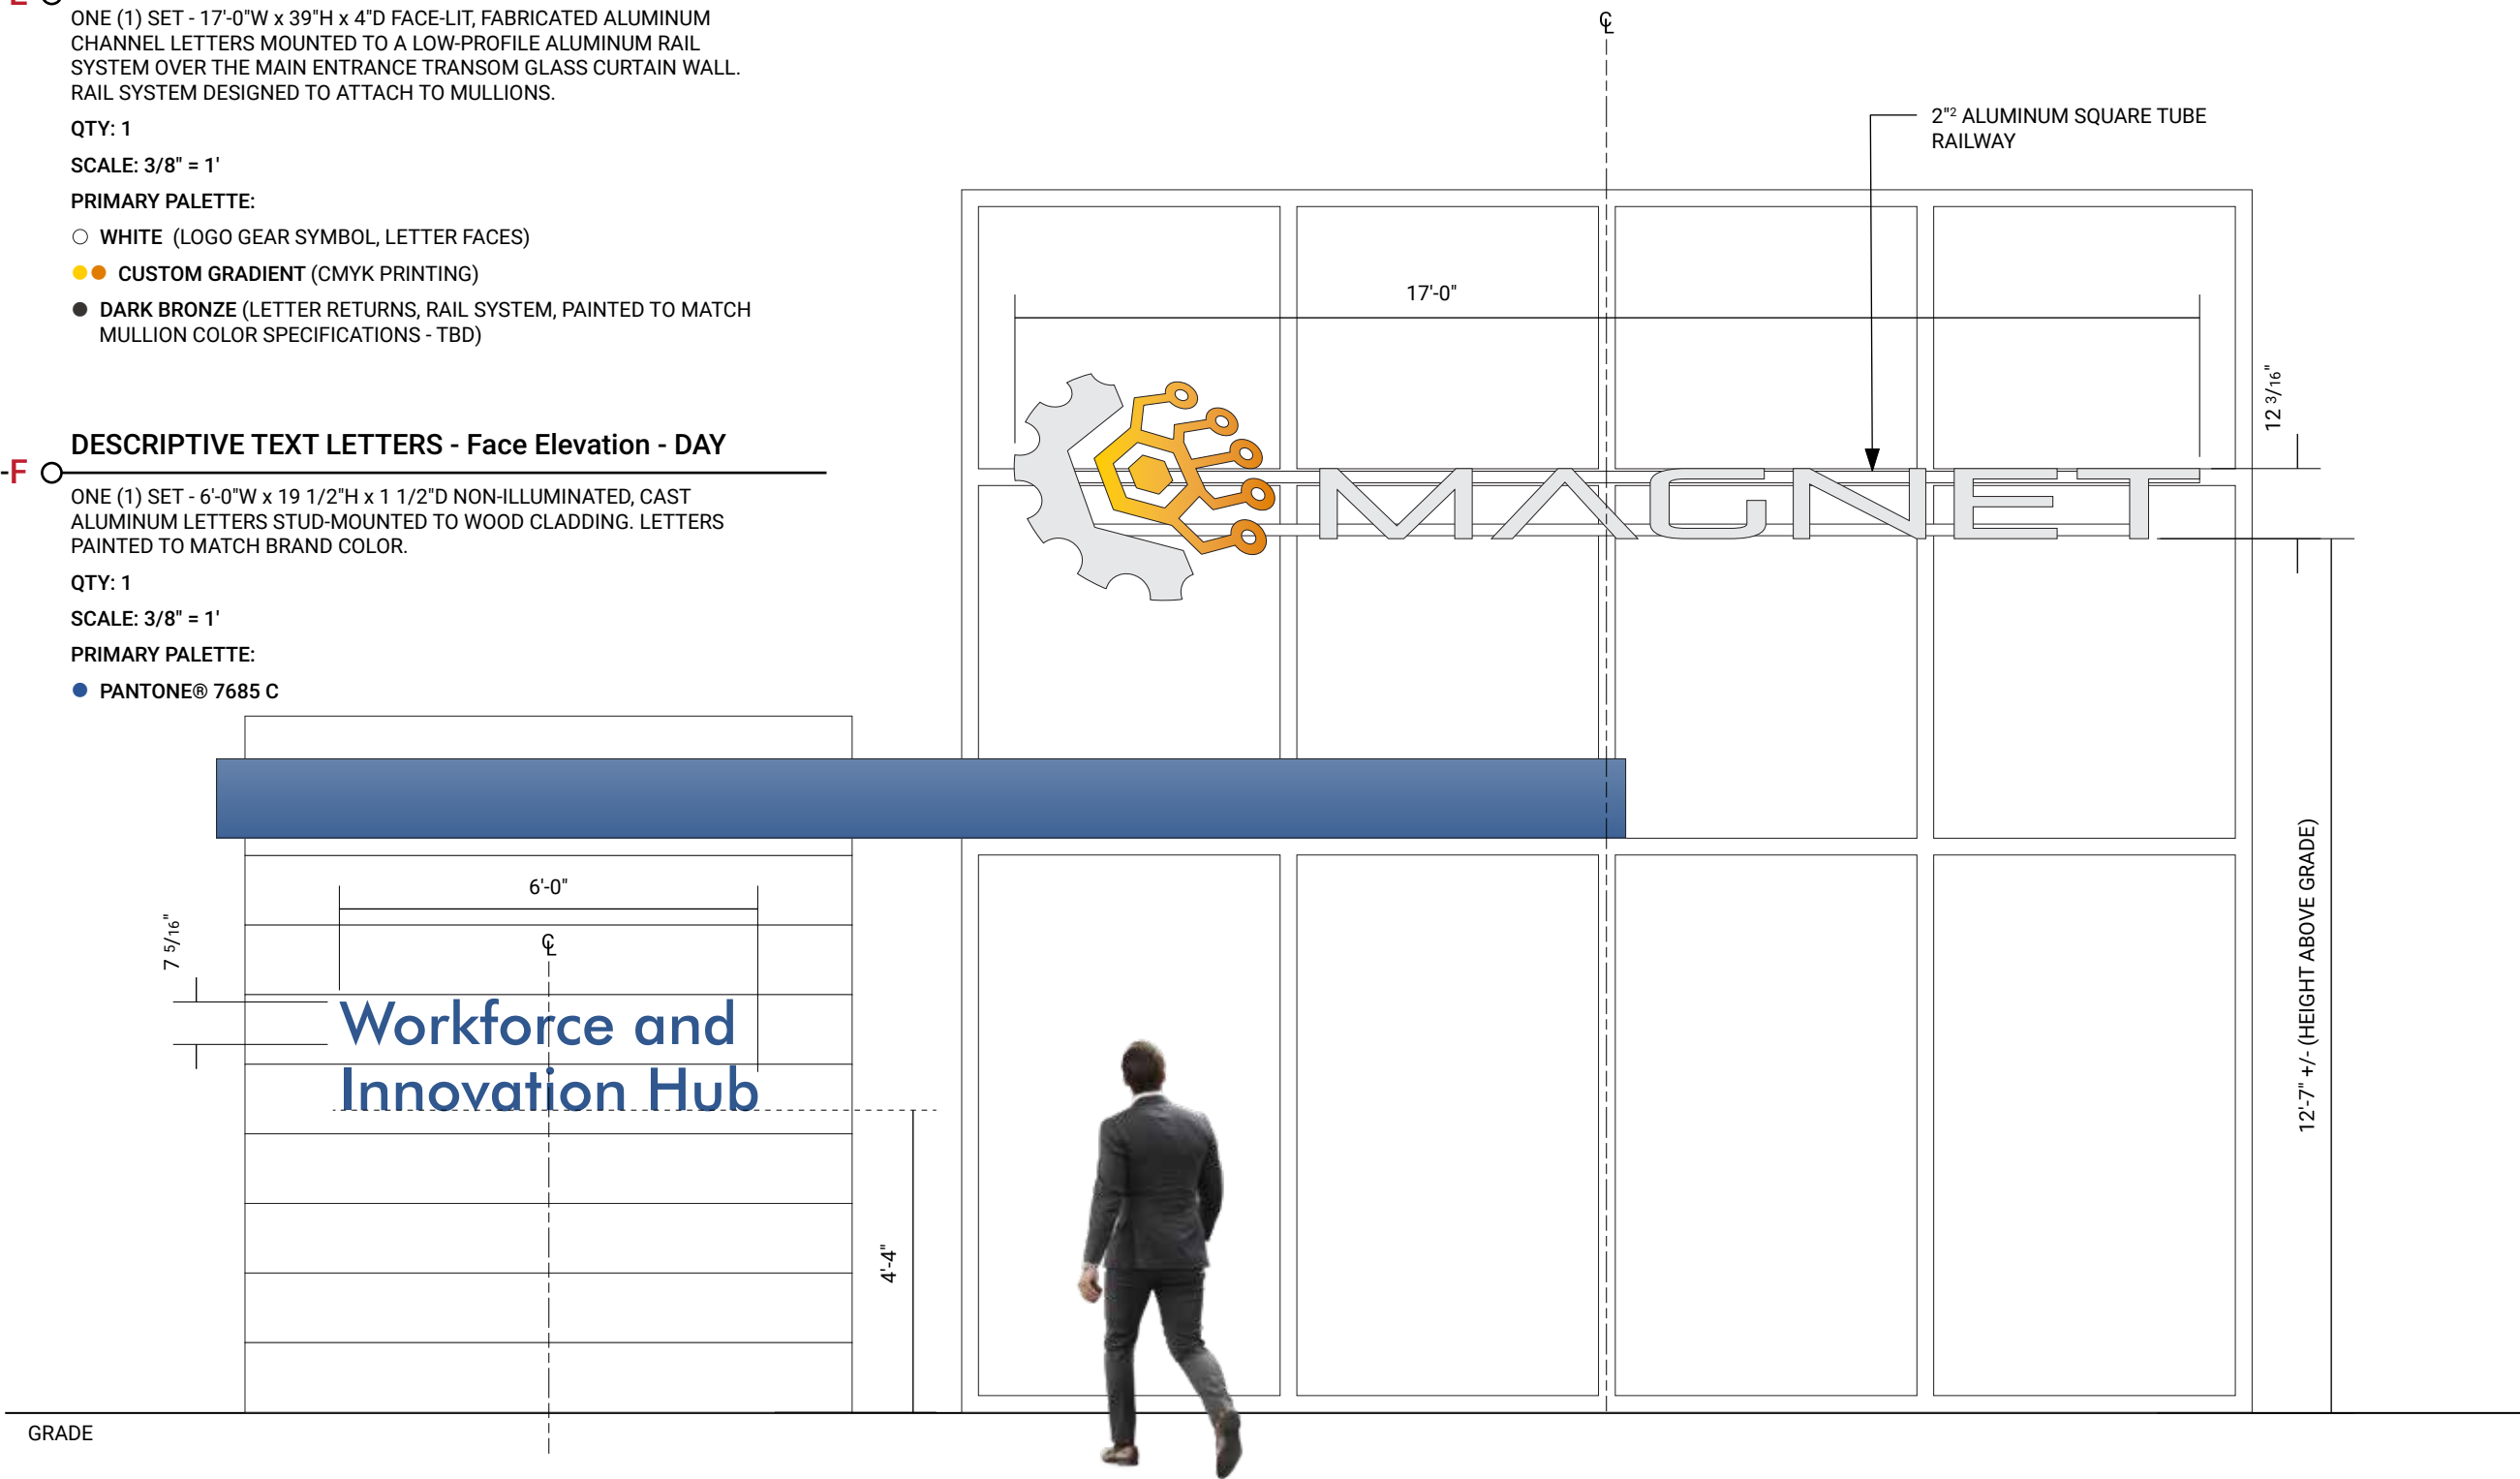 ONE (1) SET - 17'-0"W x 39"H x 4"D FACE-LIT, FABRICATED ALUMINUM
CHANNEL LETTERS MOUNTED TO A LOW-PROFILE ALUMINUM RAIL
SYSTEM OVER THE MAIN ENTRANCE TRANSOM GLASS CURTAIN WALL.
RAIL SYSTEM DESIGNED TO ATTACH TO MULLIONS.
QTY: 1
SCALE: 3/8" = 1'
PRIMARY PALETTE:
WHITE (LOGO GEAR SYMBOL, LETTER FACES)
CUSTOM GRADIENT (CMYK PRINTING)
DARK BRONZE (LETTER RETURNS, RAIL SYSTEM, PAINTED TO MATCH
MULLION COLOR SPECIFICATIONS - TBD)
DESCRIPTIVE TEXT LETTERS - Face Elevation - DAY
-F
ONE (1) SET - 6'-0"W x 19 1/2"H x 1 1/2"D NON-ILLUMINATED, CAST
ALUMINUM LETTERS STUD-MOUNTED TO WOOD CLADDING. LETTERS
PAINTED TO MATCH BRAND COLOR.
QTY: 1
SCALE: 3/8" = 1'
PRIMARY PALETTE:
PANTONE® 7685 C
℄
2"² ALUMINUM SQUARE TUBE
RAILWAY
17'-0"
12 3/16"
MAGNET
12'-7" +/- (HEIGHT ABOVE GRADE)
6'-0"
7 5/16"
℄
Workforce and
Innovation Hub
4'-4"
GRADE